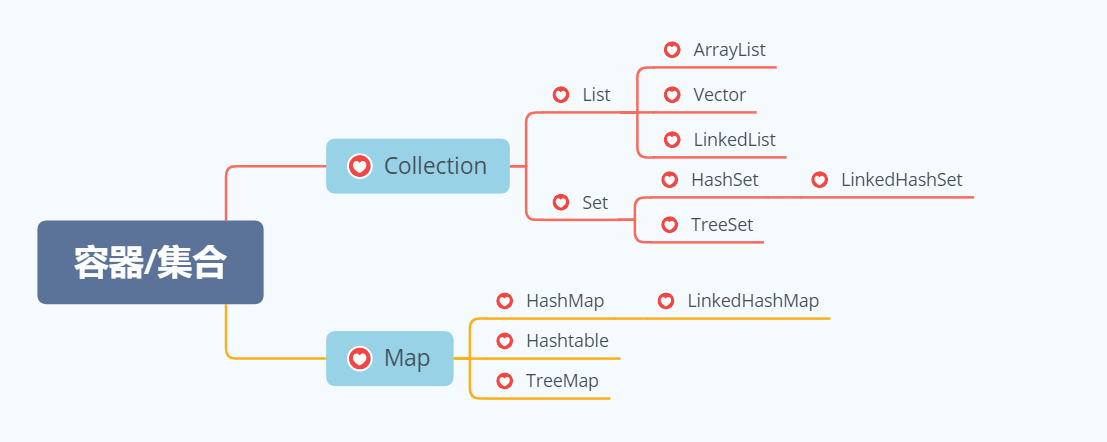 容器/集合
Collection
List
ArrayList
Vector
LinkedList
Set
HashSet
LinkedHashSet
TreeSet
Map
HashMap
LinkedHashMap
Hashtable
TreeMap